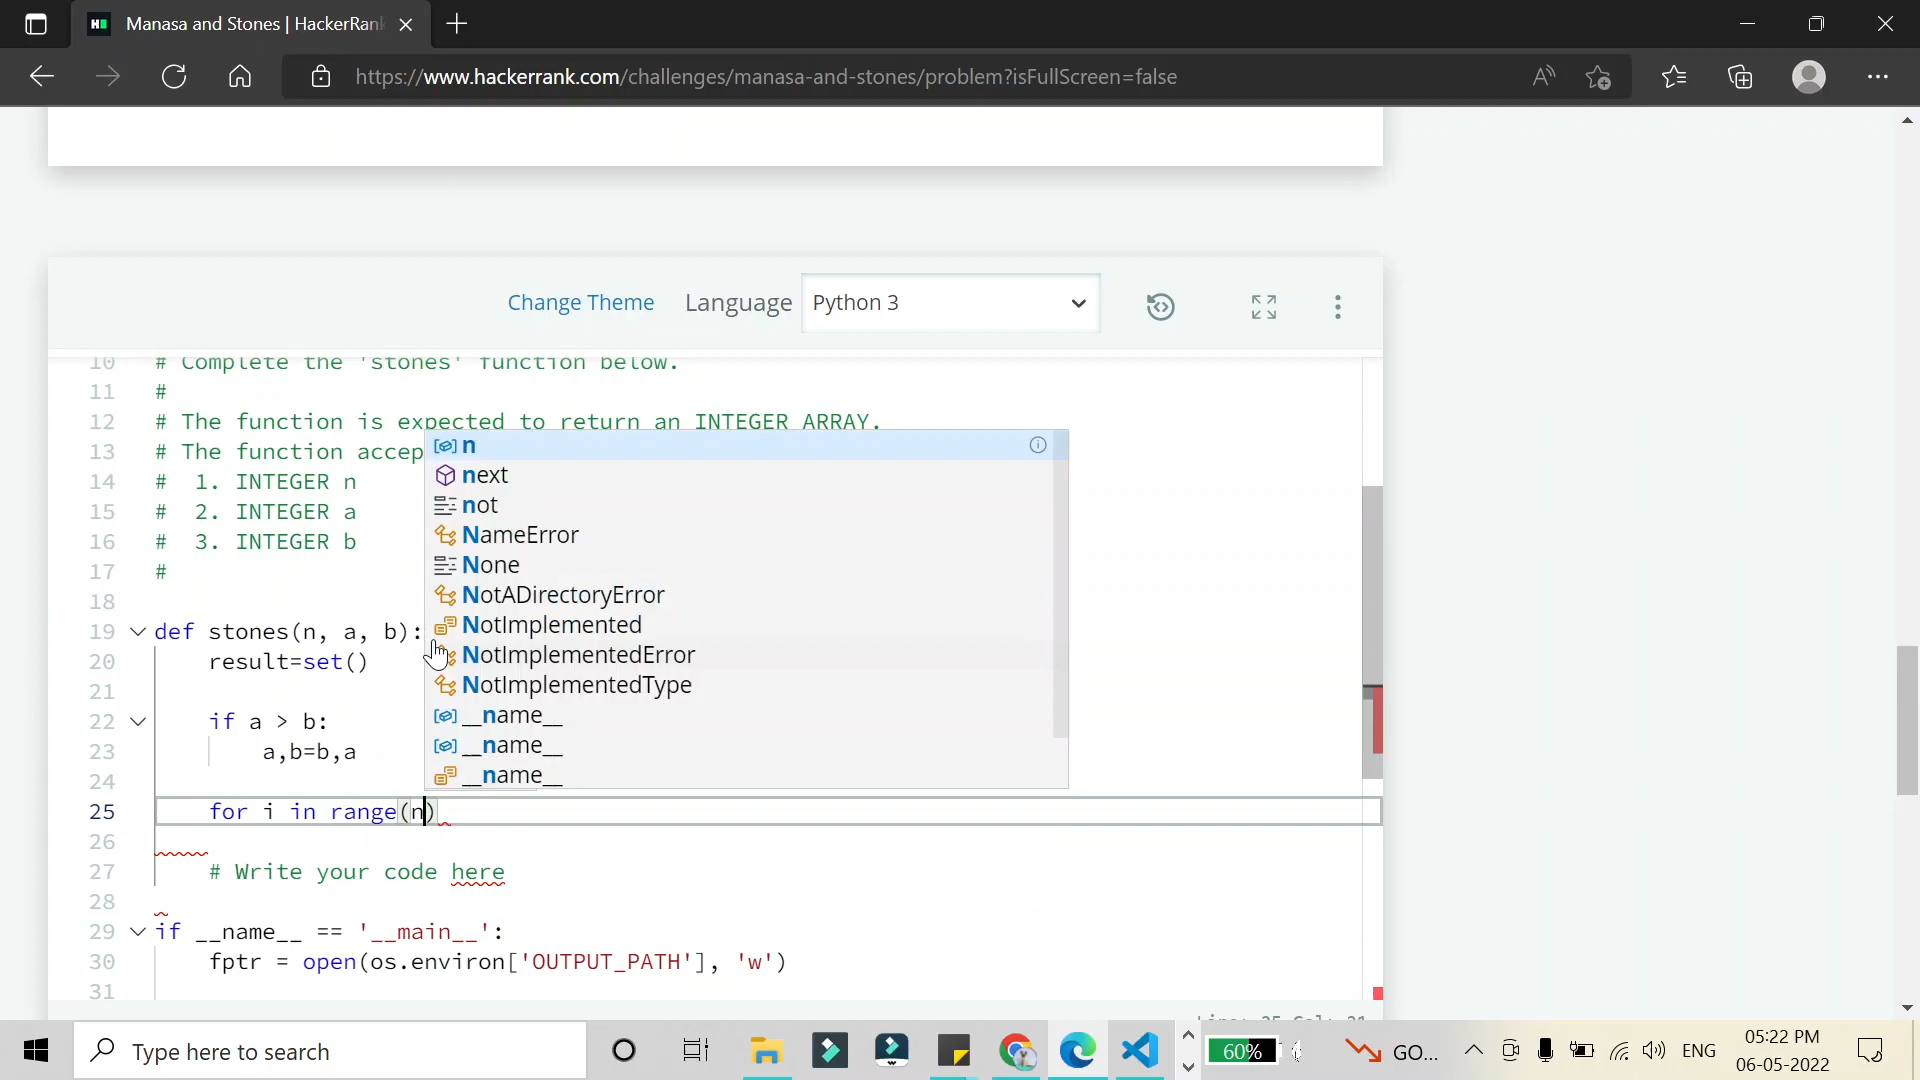 Manasa and Stones | HackerRank
https://www.hackerrank.com/challenges/manasa-and-stones/problem?isFullScreen=false
Change Theme Language Python 3
10 # Complete the 'stones' function below.
11 #
12 # The function is expected to return an INTEGER_ARRAY.
13 # The function accep
14 # 1. INTEGER n
15 # 2. INTEGER a
16 # 3. INTEGER b
17 #
18
19 def stones(n, a, b):
20 result=set()
21
22 if a > b:
23 a,b=b,a
24
25 for i in range(n)
26
27 # Write your code here
28
29 if __name__ == '__main__':
30 fptr = open(os.environ['OUTPUT_PATH'], 'w')
31
n
next
not
NameError
None
NotADirectoryError
NotImplemented
NotImplementedError
NotImplementedType
__name__
__name__
__name__
Type here to search
60%
GO...
ENG
05:22 PM
06-05-2022